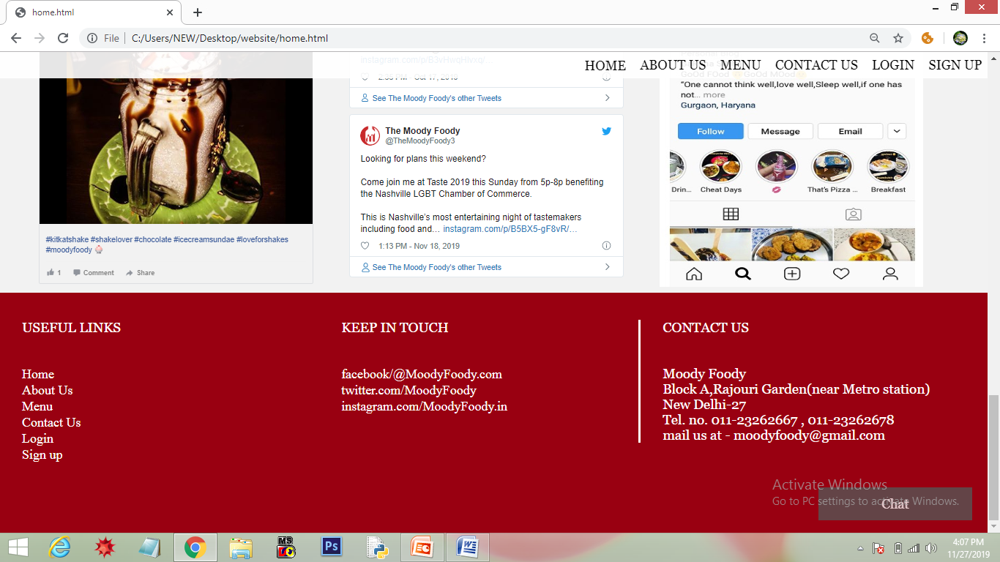 home.html
File
C:/Users/NEW/Desktop/website/home.html
HOME ABOUT US MENU CONTACT US LOGIN SIGN UP
#kitkatshake #shakelover #chocolate #icecreamsundae #loveforshakes
#moodyfoody
1 Comment Share
instagram.com/p/B3vHwqHlvxq/...
See The Moody Foody's other Tweets
The Moody Foody
@TheMoodyFoody3
Looking for plans this weekend?
Come join me at Taste 2019 this Sunday from 5p-8p benefiting
the Nashville LGBT Chamber of Commerce.
This is Nashville's most entertaining night of tastemakers
including food and… instagram.com/p/B5BX5-gF8vR/…
1:13 PM - Nov 18, 2019
See The Moody Foody's other Tweets
GoOd FOod GoOd MOod
"One cannot think well,love well,Sleep well,if one has
not... more
Gurgaon, Haryana
Follow Message Email
Drin... Cheat Days That's Pizza ... Breakfast
USEFUL LINKS
Home
About Us
Menu
Contact Us
Login
Sign up
KEEP IN TOUCH
facebook/@MoodyFoody.com
twitter.com/MoodyFoody
instagram.com/MoodyFoody.in
CONTACT US
Moody Foody
Block A,Rajouri Garden(near Metro station)
New Delhi-27
Tel. no. 011-23262667 , 011-23262678
mail us at - moodyfoody@gmail.com
Activate Windows
Go to PC settings to activate Windows.
Chat
MS
Ps
4:07 PM
11/27/2019